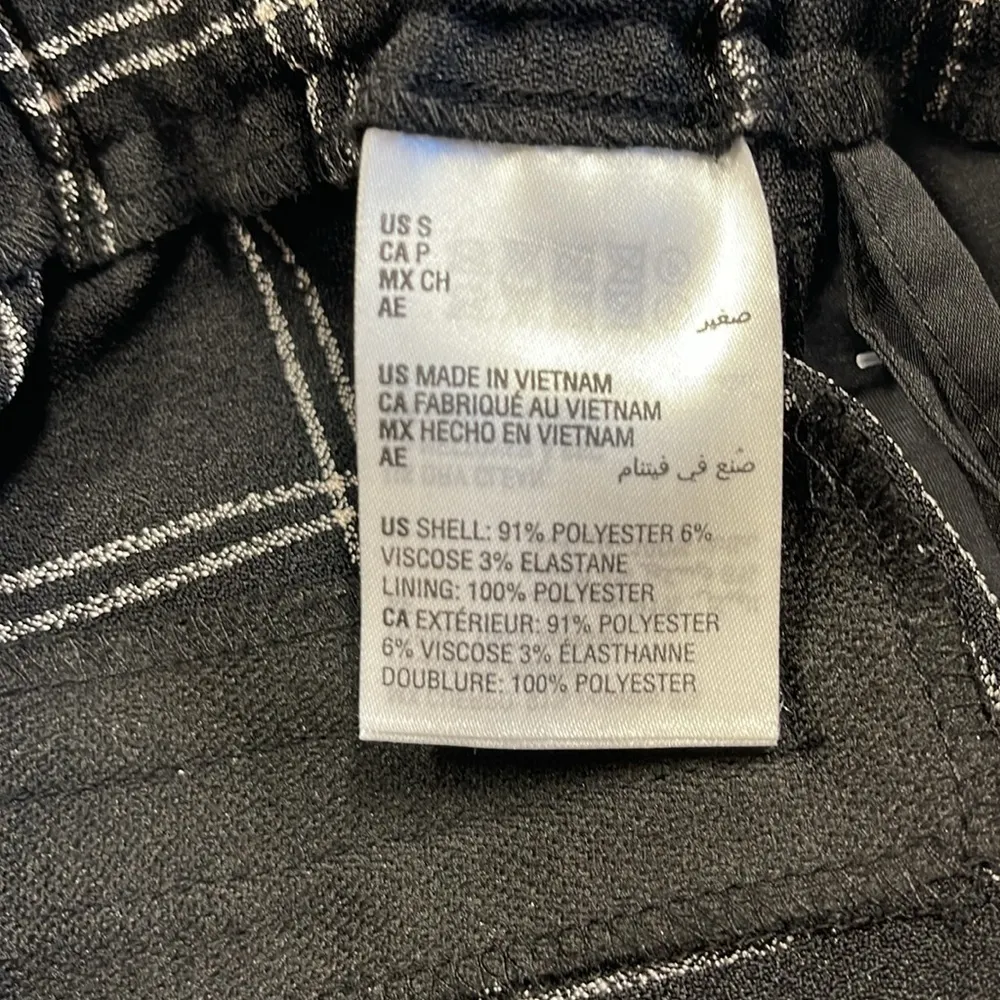 US S
CA P
MX CH
AE
صغير
US MADE IN VIETNAM
CA FABRIQUÉ AU VIETNAM
MX HECHO EN VIETNAM
AE صُنع في فيتنام
US SHELL: 91% POLYESTER 6%
VISCOSE 3% ELASTANE
LINING: 100% POLYESTER
CA EXTÉRIEUR: 91% POLYESTER
6% VISCOSE 3% ÉLASTHANNE
DOUBLURE: 100% POLYESTER